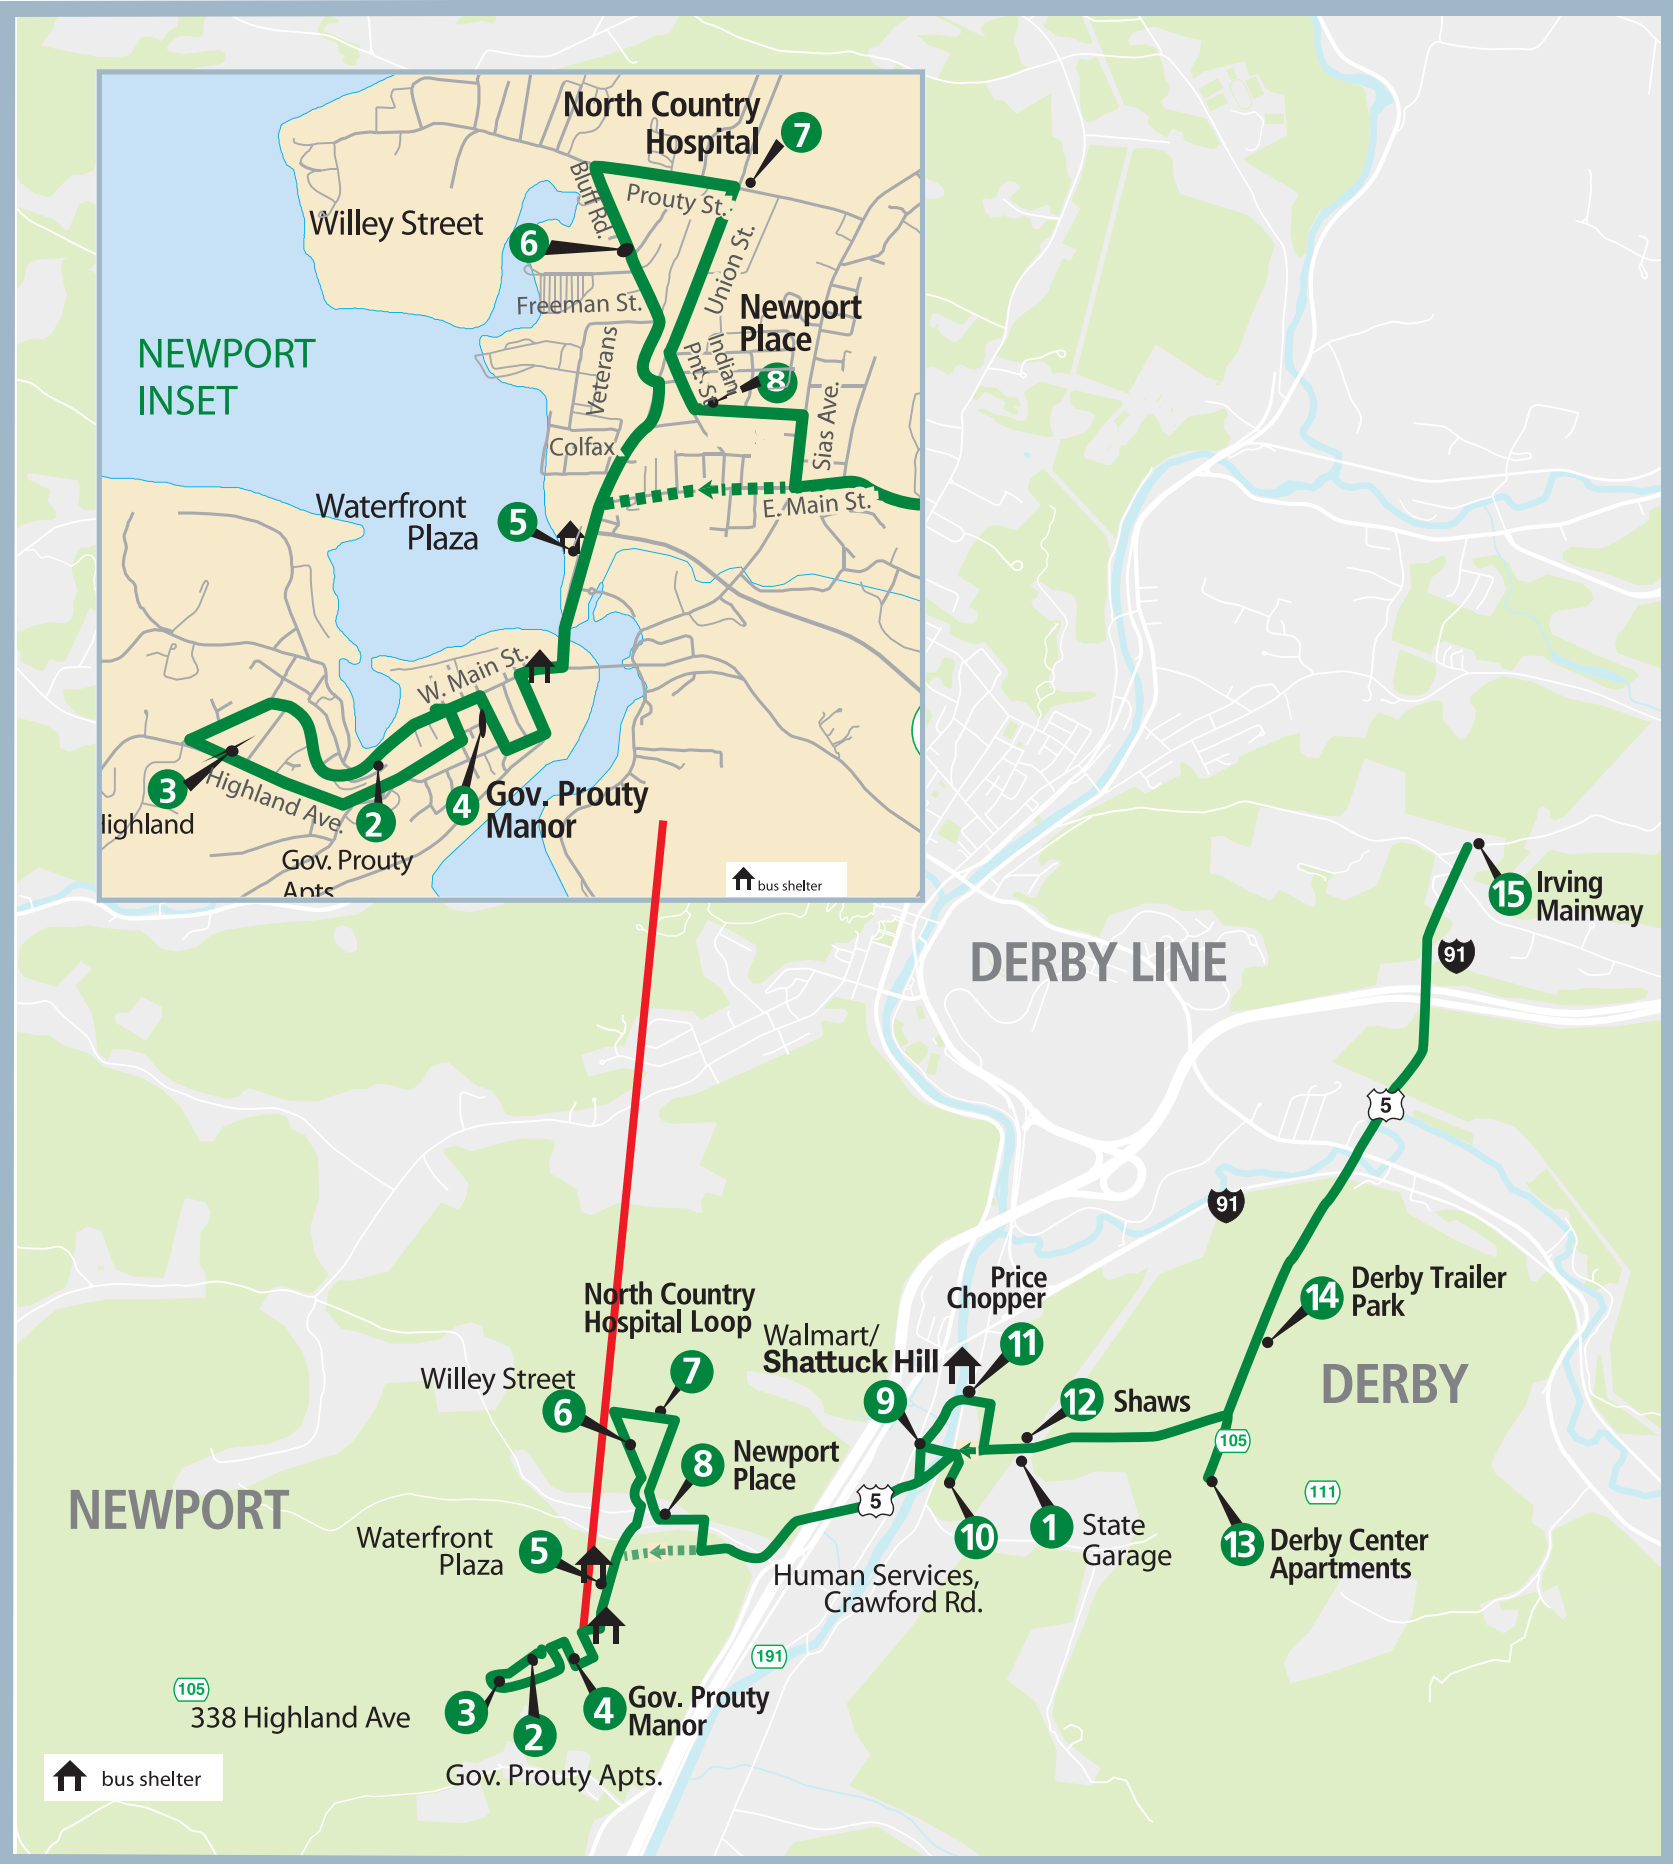 North Country
Hospital
7
Bluff Rd.
Prouty St.
Willey Street
6
Union St.
Freeman St.
Newport
Place
Indian
Pnt. St.
8
Veterans
NEWPORT
INSET
Sias Ave.
Colfax
Waterfront
Plaza
5
E. Main St.
W. Main St.
3
Highland Ave.
ighland
2
4
Gov. Prouty
Manor
Gov. Prouty
Apts
bus shelter
15
Irving
Mainway
91
DERBY LINE
5
91
14
Derby Trailer
Park
DERBY
Price
Chopper
11
North Country
Hospital Loop
Walmart/
Shattuck Hill
7
Willey Street
6
9
12
Shaws
105
8
Newport
Place
111
NEWPORT
5
10
1
State
Garage
13
Derby Center
Apartments
Waterfront
Plaza
5
Human Services,
Crawford Rd.
191
105
338 Highland Ave
3
2
4
Gov. Prouty
Manor
Gov. Prouty Apts.
bus shelter